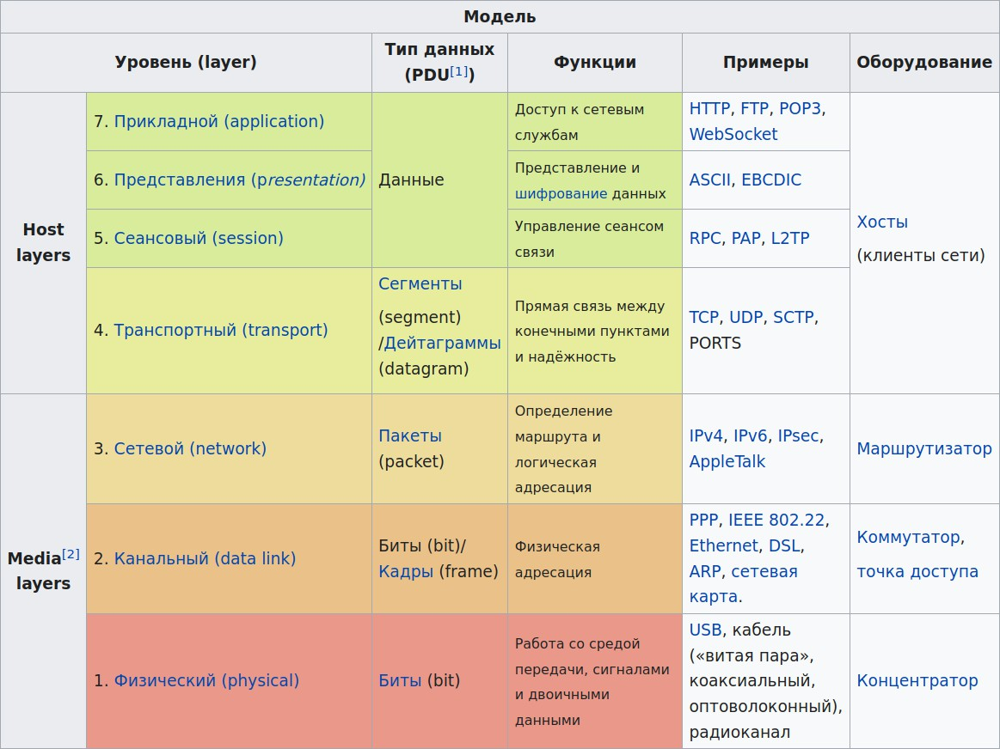 Модель
Уровень (layer)
Тип данных
(PDU[1])
Функции
Примеры
Оборудование
Host
layers
7. Прикладной (application)
Данные
Доступ к сетевым
службам
HTTP, FTP, POP3,
WebSocket
Хосты
(клиенты сети)
6. Представления (presentation)
Представление и
шифрование данных
ASCII, EBCDIC
5. Сеансовый (session)
Управление сеансом
связи
RPC, PAP, L2TP
4. Транспортный (transport)
Сегменты
(segment)
/Дейтаграммы
(datagram)
Прямая связь между
конечными пунктами
и надёжность
TCP, UDP, SCTP,
PORTS
Media[2]
layers
3. Сетевой (network)
Пакеты
(packet)
Определение
маршрута и
логическая
адресация
IPv4, IPv6, IPsec,
AppleTalk
Маршрутизатор
2. Канальный (data link)
Биты (bit)/
Кадры (frame)
Физическая
адресация
PPP, IEEE 802.22,
Ethernet, DSL,
ARP, сетевая
карта.
Коммутатор,
точка доступа
1. Физический (physical)
Биты (bit)
Работа со средой
передачи, сигналами
и двоичными
данными
USB, кабель
(«витая пара»,
коаксиальный,
оптоволоконный),
радиоканал
Концентратор